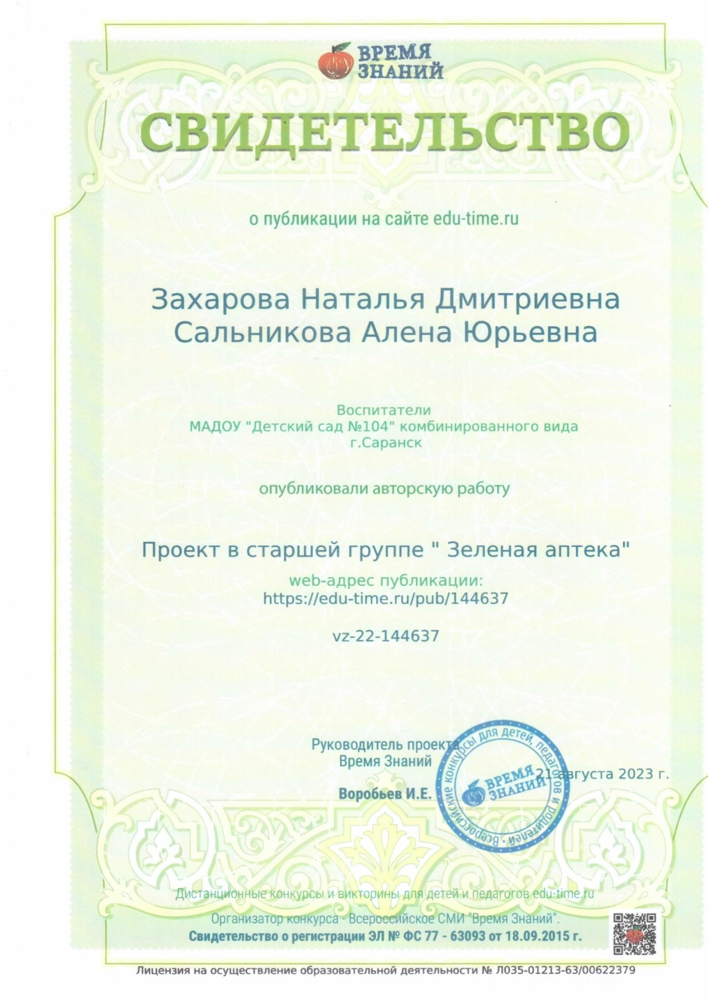 ВРЕМЯ
ЗНАНИЙ
СВИДЕТЕЛЬСТВО
о публикации на сайте edu-time.ru
Захарова Наталья Дмитриевна
Сальникова Алена Юрьевна
Воспитатели
МАДОУ "Детский сад №104" комбинированного вида
г.Саранск
опубликовали авторскую работу
Проект в старшей группе " Зеленая аптека"
web-адрес публикации:
https://edu-time.ru/pub/144637
vz-22-144637
Руководитель проекта
Время Знаний
Воробьев И.Е.
Всероссийские конкурсы для детей, педагогов и родителей
ВРЕМЯ
ЗНАНИЙ
21 августа 2023 г.
Дистанционные конкурсы и викторины для детей и педагогов edu-time.ru
Организатор конкурса - Всероссийское СМИ "Время Знаний".
Свидетельство о регистрации ЭЛ № ФС 77 - 63093 от 18.09.2015 г.
Лицензия на осуществление образовательной деятельности № Л035-01213-63/00622379